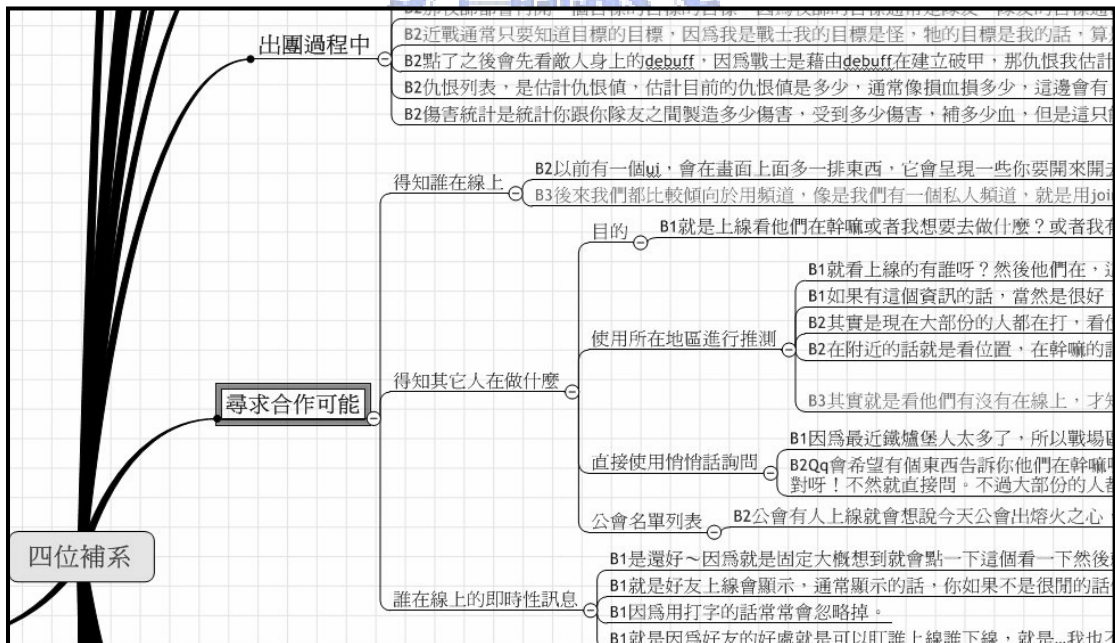 出團過程中
B2近戰通常只要知道目標的目標，因為我是戰士我的目標是怪，牠的目標是我的話，算
B2點了之後會先看敵人身上的debuff，因為戰士是藉由debuff在建立破甲，那仇恨我估計
B2仇恨列表，是估計仇恨值，估計目前的仇恨值是多少，通常像損血損多少，這邊會有
B2傷害統計是統計你跟你隊友之間製造多少傷害，受到多少傷害，補多少血，但是這只
尋求合作可能
得知誰在線上
B2以前有一個ui，會在畫面上面多一排東西，它會呈現一些你要開來開
B3後來我們都比較傾向於用頻道，像是我們有一個私人頻道，就是用joi
得知其它人在做什麼
目的
B1就是上線看他們在幹嘛或者我想要去做什麼？或者我
使用所在地區進行推測
B1就看上線的有誰呀？然後他們在，
B1如果有這個資訊的話，當然是很好，
B2其實是現在大部份的人都在打，看
B2在附近的話就是看位置，在幹嘛的
B3其實就是看他們有沒有在線上，才
直接使用悄悄話詢問
B1因為最近鐵爐堡人太多了，所以戰場
B2Qq會希望有個東西告訴你他們在幹嘛
對呀！不然就直接問。不過大部份的人
公會名單列表
B2公會有人上線就會想說今天公會出熔火之心，
誰在線上的即時性訊息
B1是還好～因為就是固定大概想到就會點一下這個看一下然後
B1就是好友上線會顯示，通常顯示的話，你如果不是很閒的話
B1因為用打字的話常常會忽略掉。
B1就是因為好友的好處就是可以盯誰上線誰下線，就是…我也
四位補系